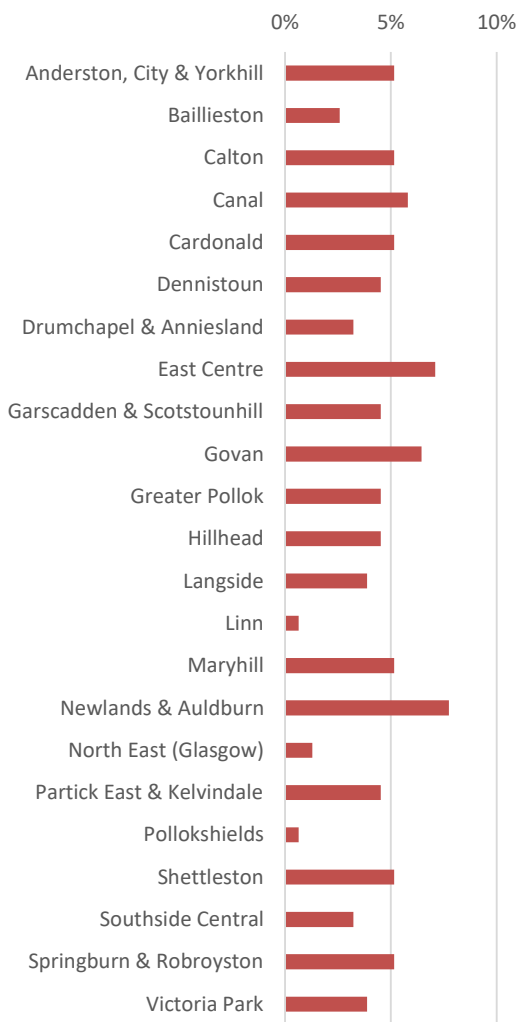 0% 5% 10%
Anderston, City & Yorkhill
Baillieston
Calton
Canal
Cardonald
Dennistoun
Drumchapel & Anniesland
East Centre
Garscadden & Scotstounhill
Govan
Greater Pollok
Hillhead
Langside
Linn
Maryhill
Newlands & Auldburn
North East (Glasgow)
Partick East & Kelvindale
Pollokshields
Shettleston
Southside Central
Springburn & Robroyston
Victoria Park